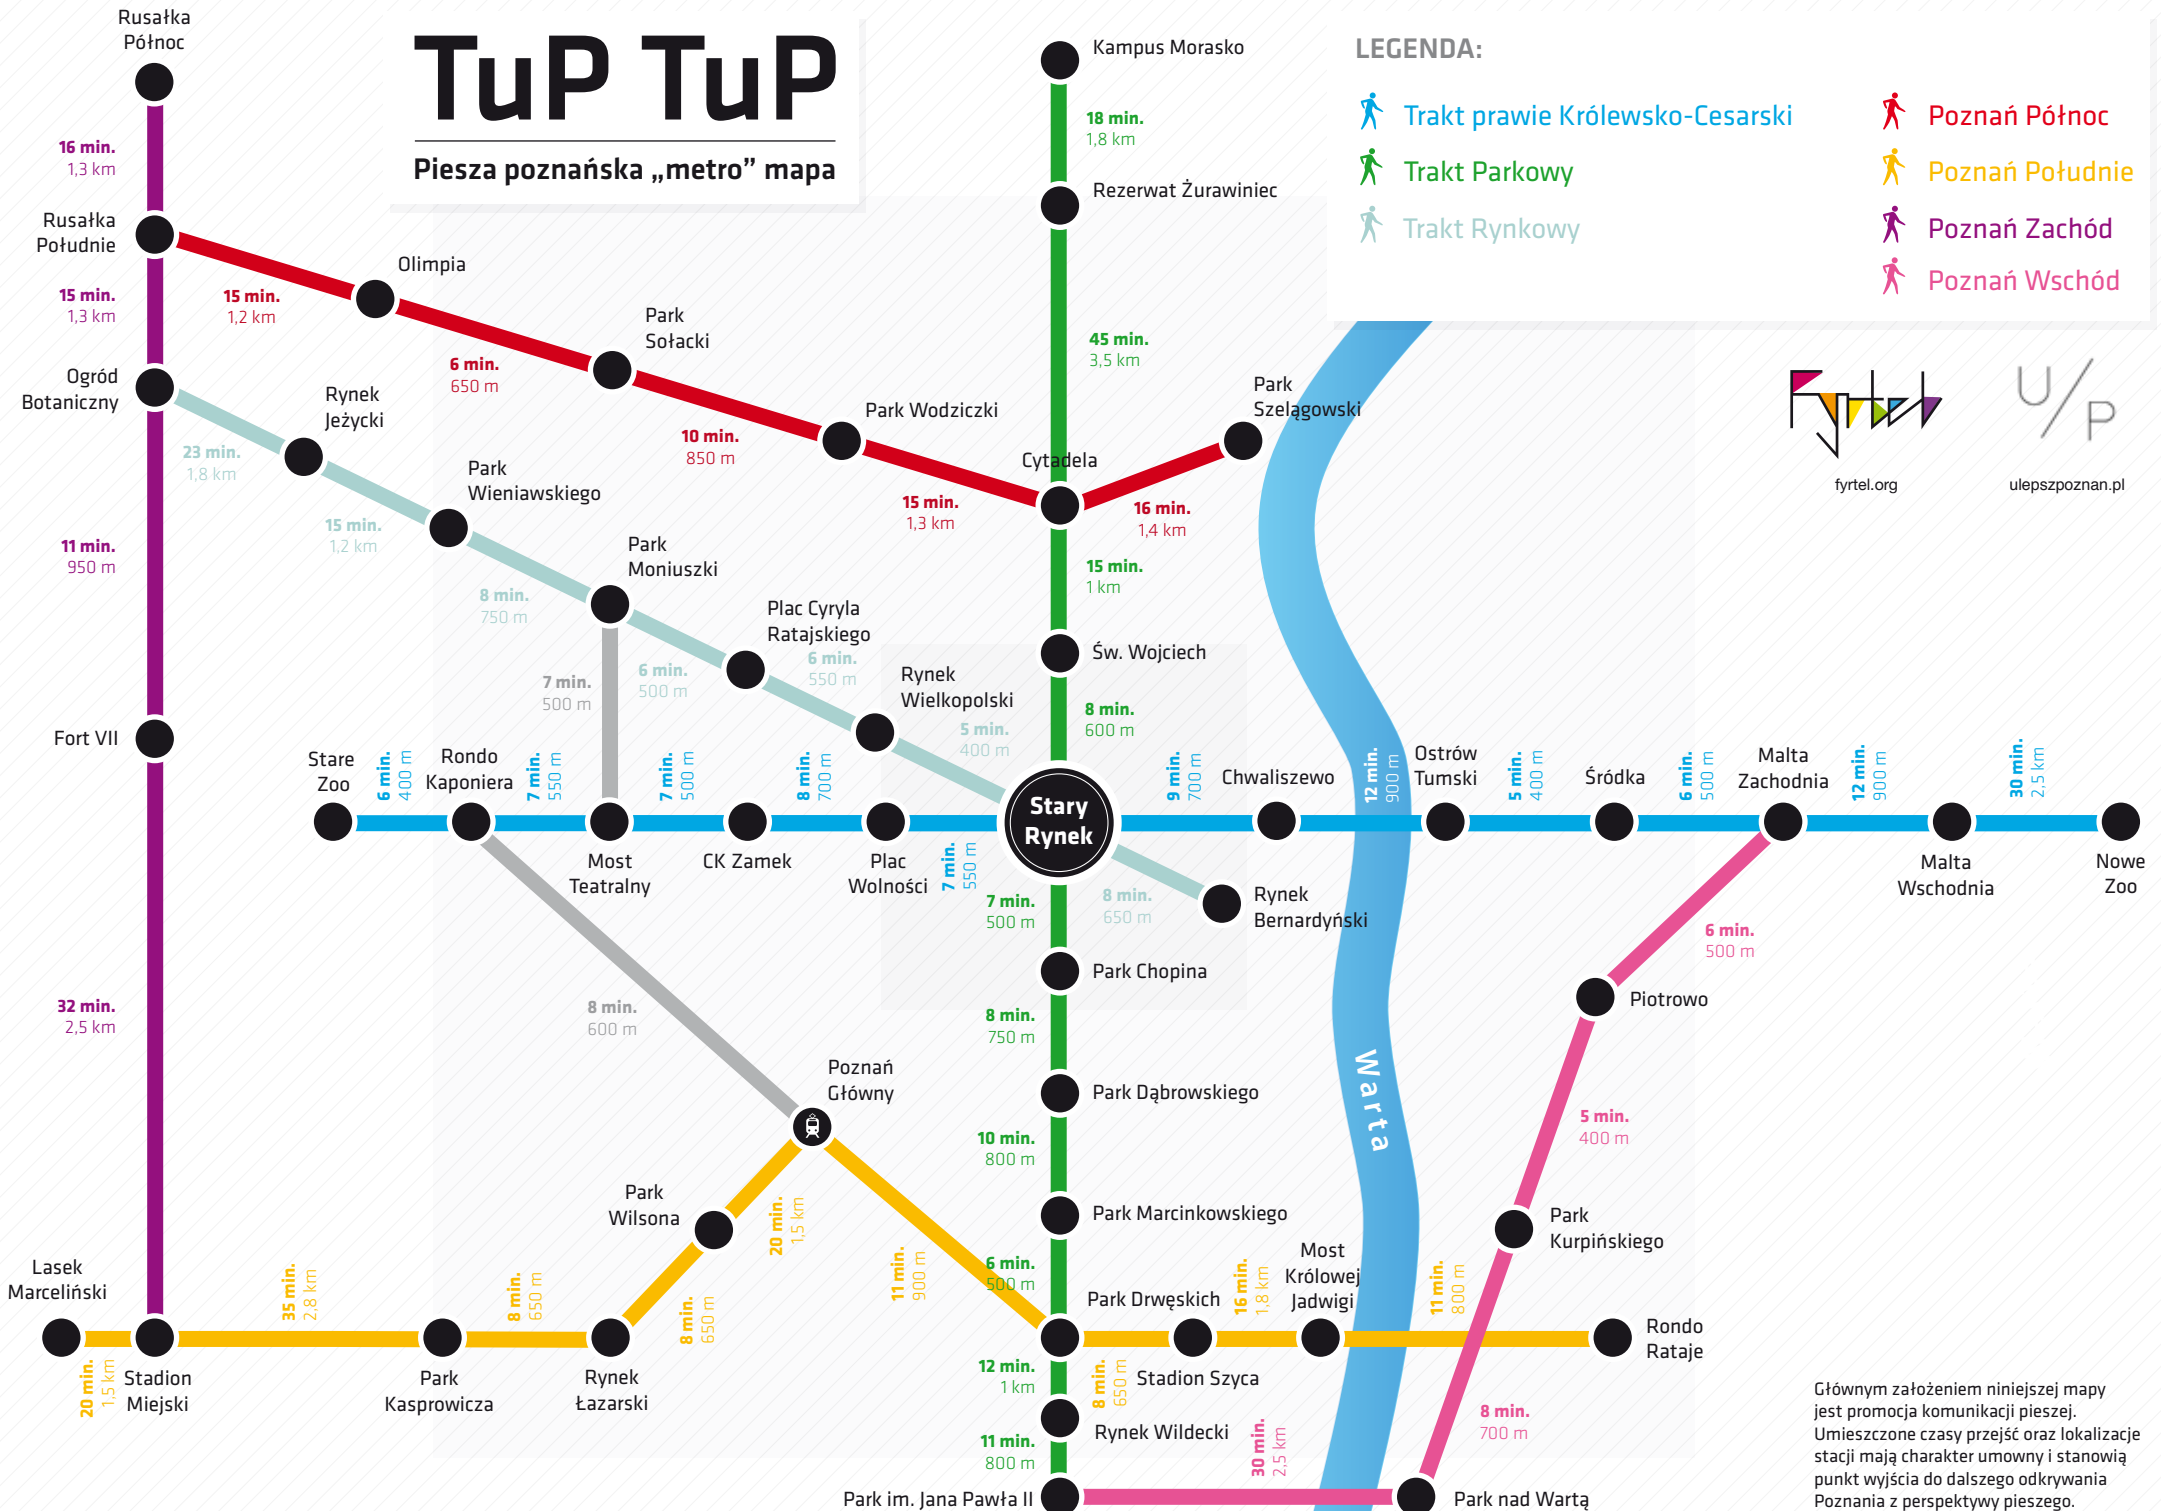 TuP TuP
Piesza poznańska „metro” mapa
LEGENDA:
Trakt prawie Królewsko-Cesarski
Trakt Parkowy
Trakt Rynkowy
Poznań Północ
Poznań Południe
Poznań Zachód
Poznań Wschód
fyrtel
fyrtel.org
U/P
ulepszpoznan.pl
Rusałka
Północ
16 min.
1,3 km
Rusałka
Południe
15 min.
1,3 km
Ogród
Botaniczny
11 min.
950 m
Fort VII
32 min.
2,5 km
15 min.
1,2 km
Olimpia
6 min.
650 m
Park
Sołacki
10 min.
850 m
Park Wodziczki
15 min.
1,3 km
Cytadela
16 min.
1,4 km
Park
Szelągowski
Kampus Morasko
18 min.
1,8 km
Rezerwat Żurawiniec
45 min.
3,5 km
15 min.
1 km
Św. Wojciech
8 min.
600 m
23 min.
1,8 km
Rynek
Jeżycki
15 min.
1,2 km
Park
Wieniawskiego
8 min.
750 m
Park
Moniuszki
6 min.
500 m
Plac Cyryla
Ratajskiego
6 min.
550 m
Rynek
Wielkopolski
5 min.
400 m
7 min.
500 m
Stare
Zoo
6 min.
400 m
Rondo
Kaponiera
7 min.
550 m
Most
Teatralny
7 min.
500 m
CK Zamek
8 min.
700 m
Plac
Wolności
7 min.
550 m
Stary
Rynek
9 min.
700 m
Chwaliszewo
12 min.
900 m
Ostrów
Tumski
5 min.
400 m
Śródka
6 min.
500 m
Malta
Zachodnia
12 min.
900 m
Malta
Wschodnia
30 min.
2,5 km
Nowe
Zoo
8 min.
650 m
Rynek
Bernardyński
7 min.
500 m
Park Chopina
8 min.
750 m
Park Dąbrowskiego
10 min.
800 m
Park Marcinkowskiego
6 min.
500 m
Park Drwęskich
12 min.
1 km
Rynek Wildecki
11 min.
800 m
Park im. Jana Pawła II
8 min.
600 m
Poznań
Główny
Warta
6 min.
500 m
Piotrowo
5 min.
400 m
Park
Kurpińskiego
8 min.
700 m
Park nad Wartą
30 min.
2,5 km
Lasek
Marceliński
20 min.
1,5 km
Stadion
Miejski
35 min.
2,8 km
Park
Kasprowicza
8 min.
650 m
Rynek
Łazarski
8 min.
650 m
Park
Wilsona
20 min.
1,5 km
11 min.
900 m
8 min.
650 m
Stadion Szyca
16 min.
1,8 km
Most
Królowej
Jadwigi
11 min.
800 m
Rondo
Rataje
Głównym założeniem niniejszej mapy
jest promocja komunikacji pieszej.
Umieszczone czasy przejść oraz lokalizacje
stacji mają charakter umowny i stanowią
punkt wyjścia do dalszego odkrywania
Poznania z perspektywy pieszego.